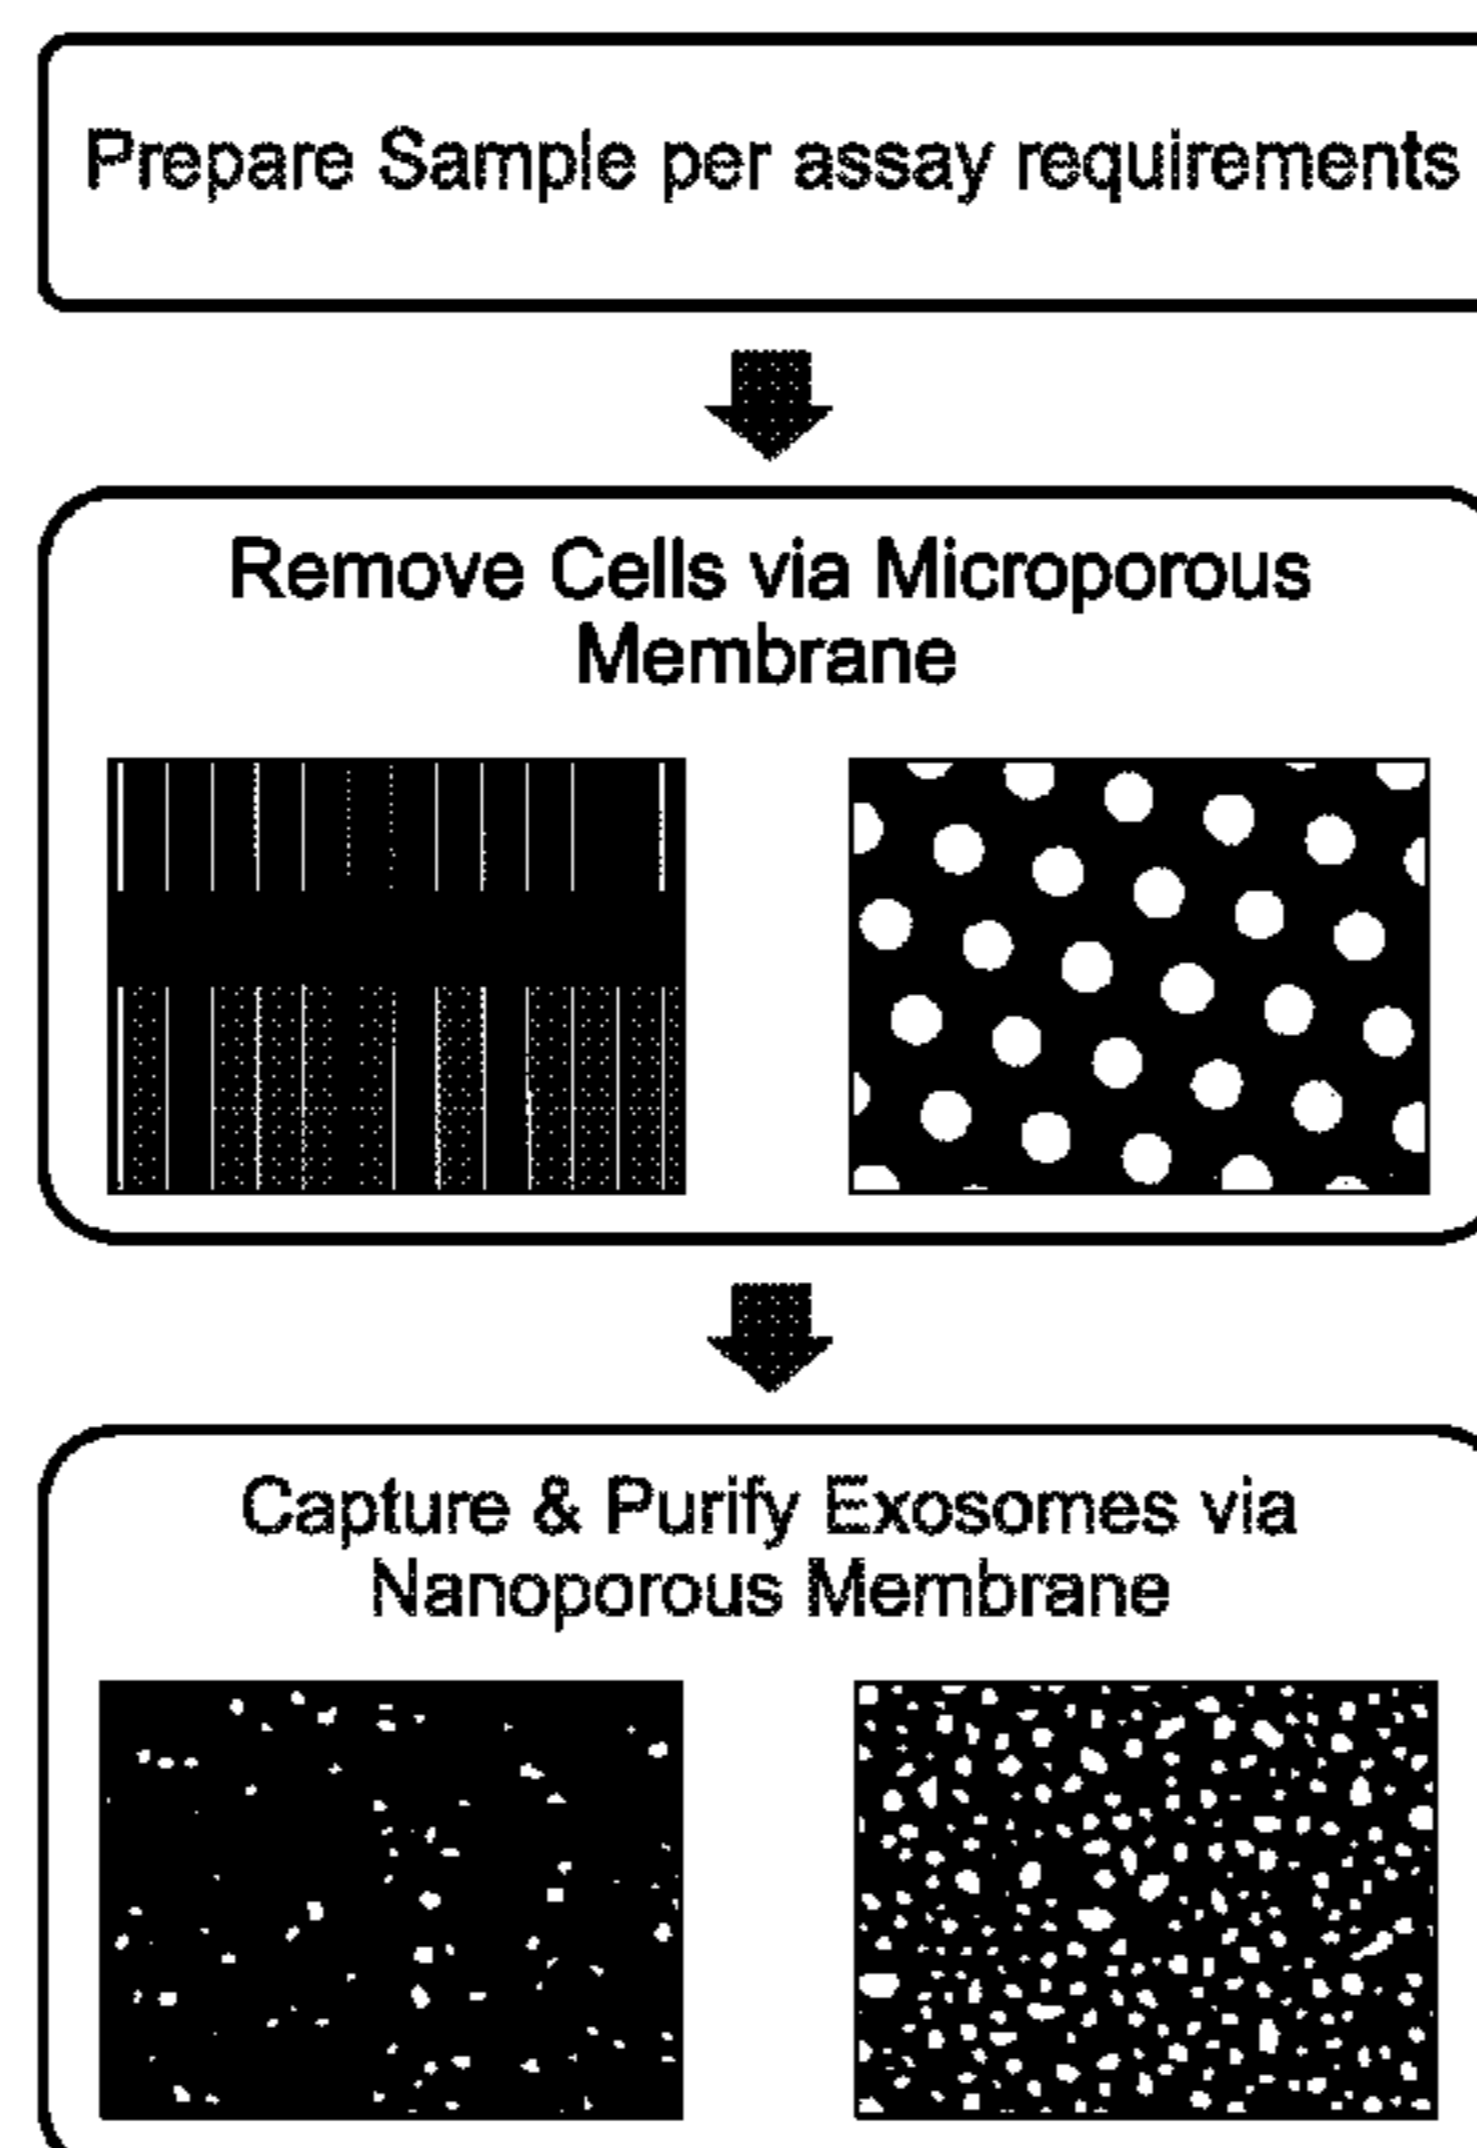 Prepare Sample per assay requirements
Remove Cells via Microporous
Membrane
Capture & Purify Exosomes via
Nanoporous Membrane